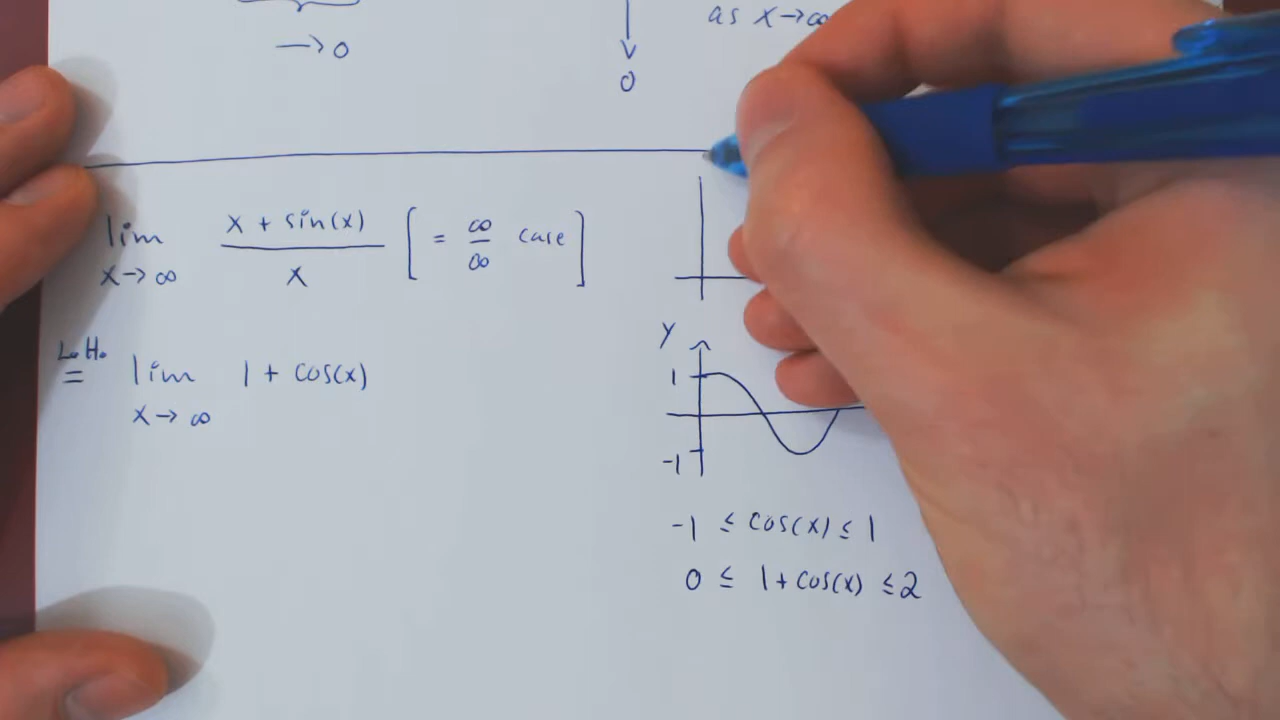 → 0
0
as x→∞
lim x→∞ x + sin(x) / x [ = ∞/∞ case ]
L.H. = lim x→∞ 1 + cos(x)
y
1
-1
-1 ≤ cos(x) ≤ 1
0 ≤ 1+cos(x) ≤ 2